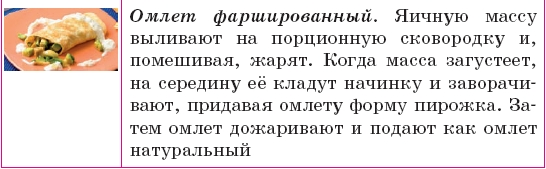 Омлет фаршированный. Яичную массу
выливают на порционную сковородку и,
помешивая, жарят. Когда масса загустеет,
на середину её кладут начинку и заворачи-
вают, придавая омлету форму пирожка. За-
тем омлет дожаривают и подают как омлет
натуральный